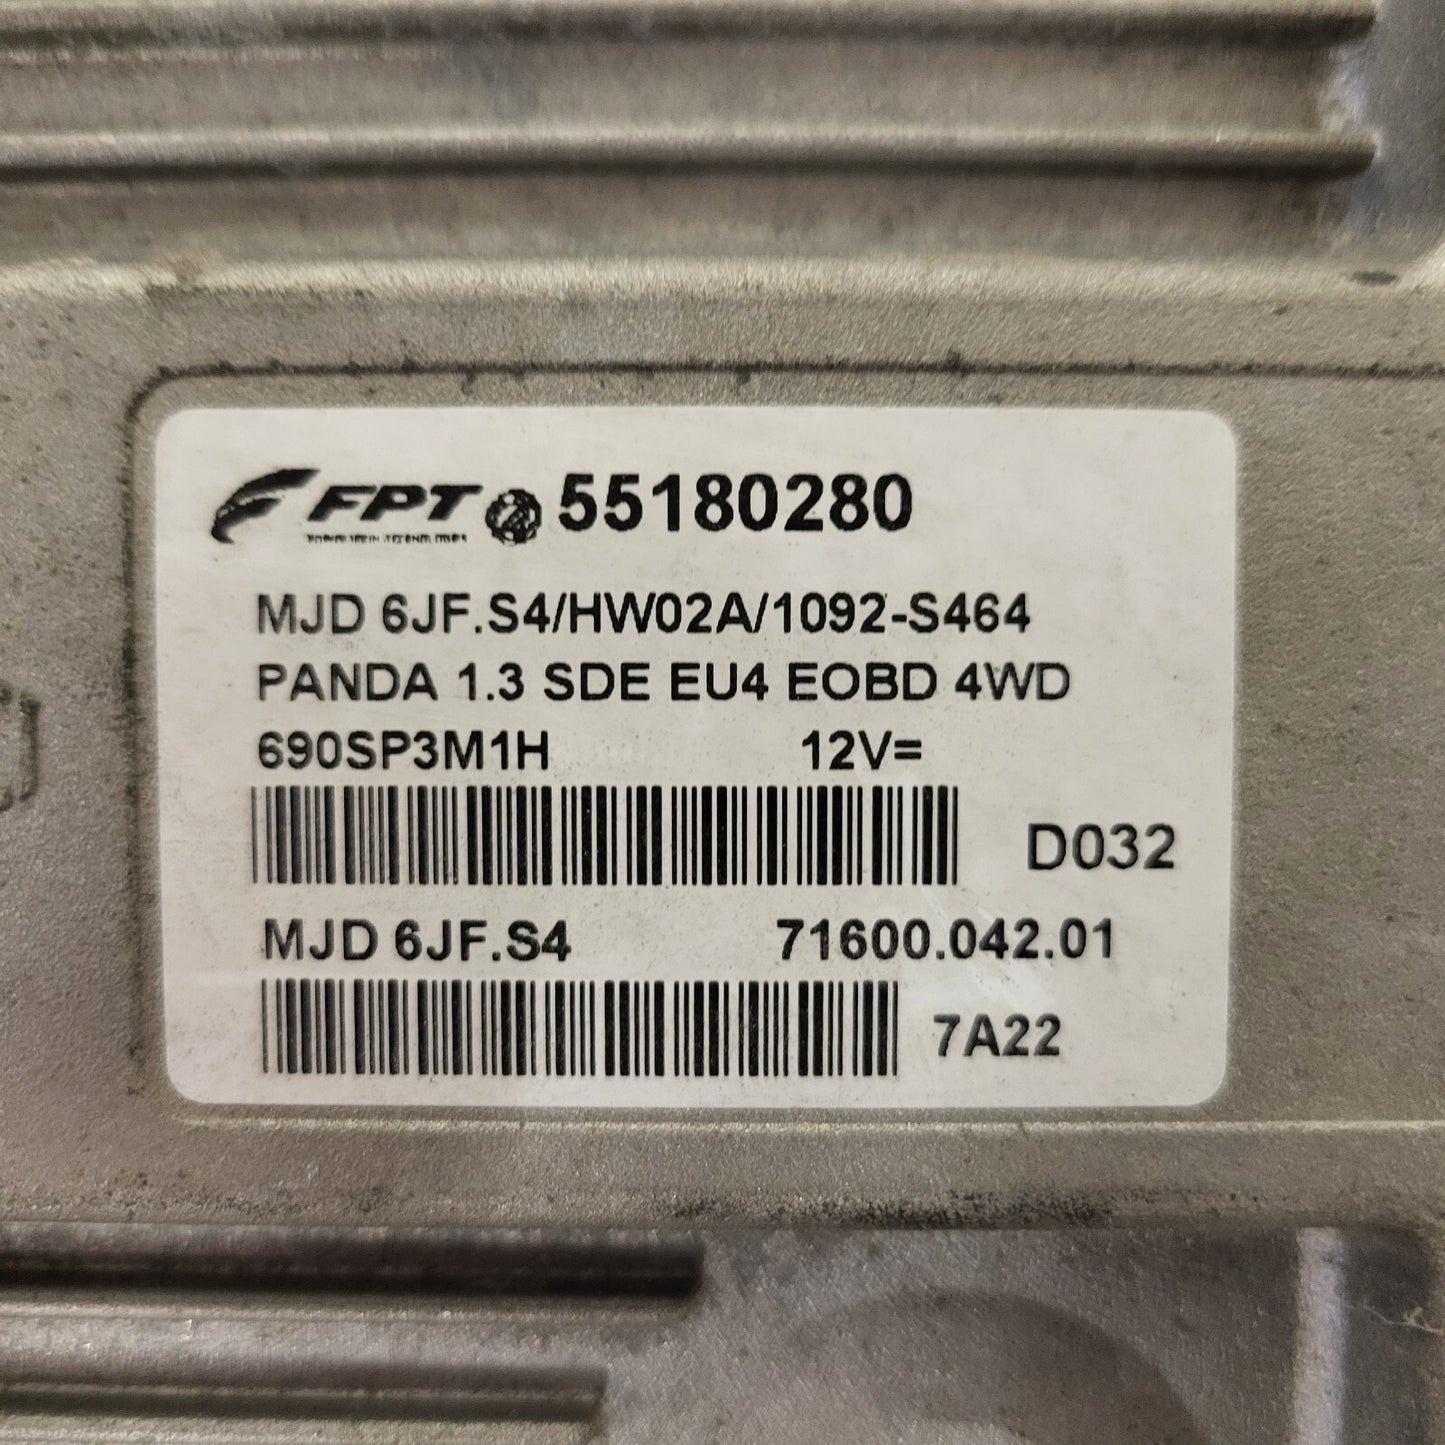 FPT 55180280
MJD 6JF.S4/HW02A/1092-S464
PANDA 1.3 SDE EU4 EOBD 4WD
690SP3M1H 12V=
D032
MJD 6JF.S4 71600.042.01
7A22